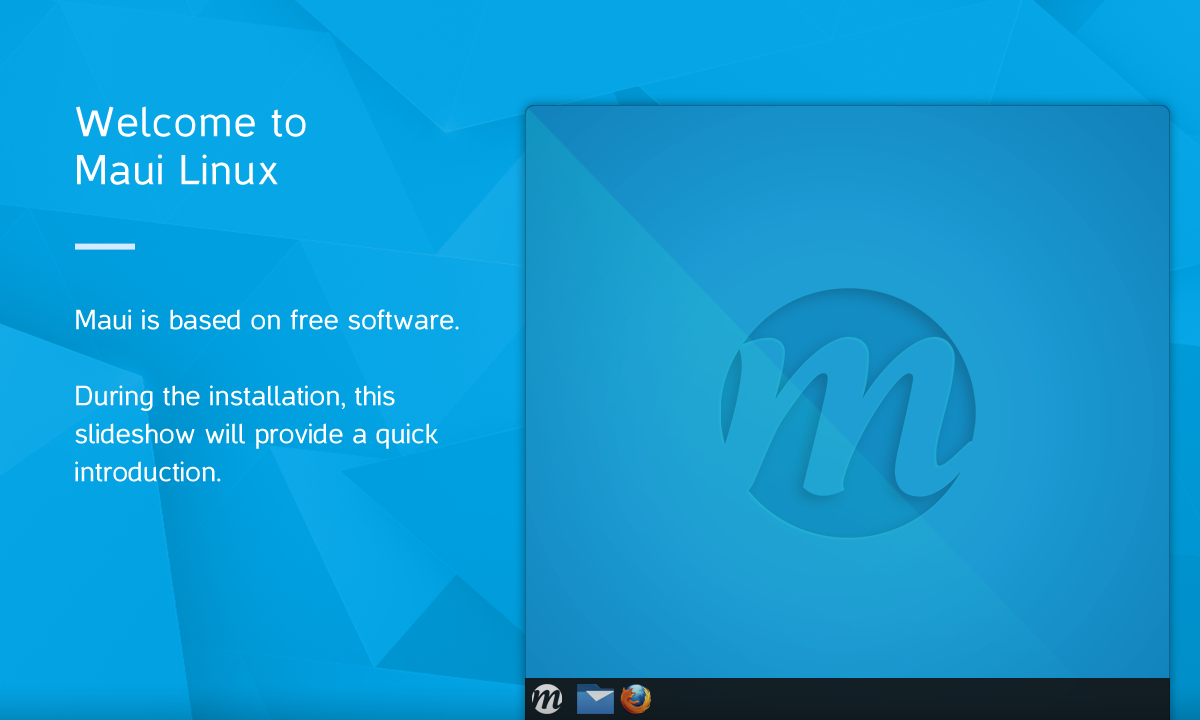 Welcome to
Maui Linux
Maui is based on free software.
During the installation, this
slideshow will provide a quick
introduction.
m
m